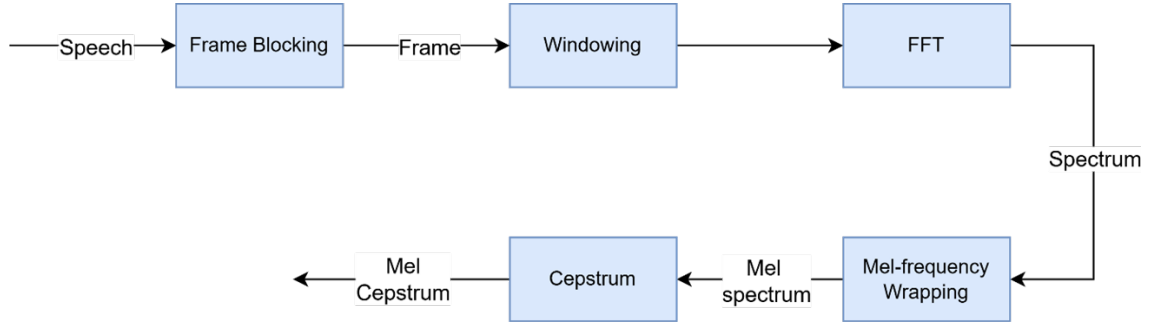 Speech
Frame Blocking
Frame
Windowing
FFT
Spectrum
Mel-frequency
Wrapping
Mel
spectrum
Cepstrum
Mel
Cepstrum